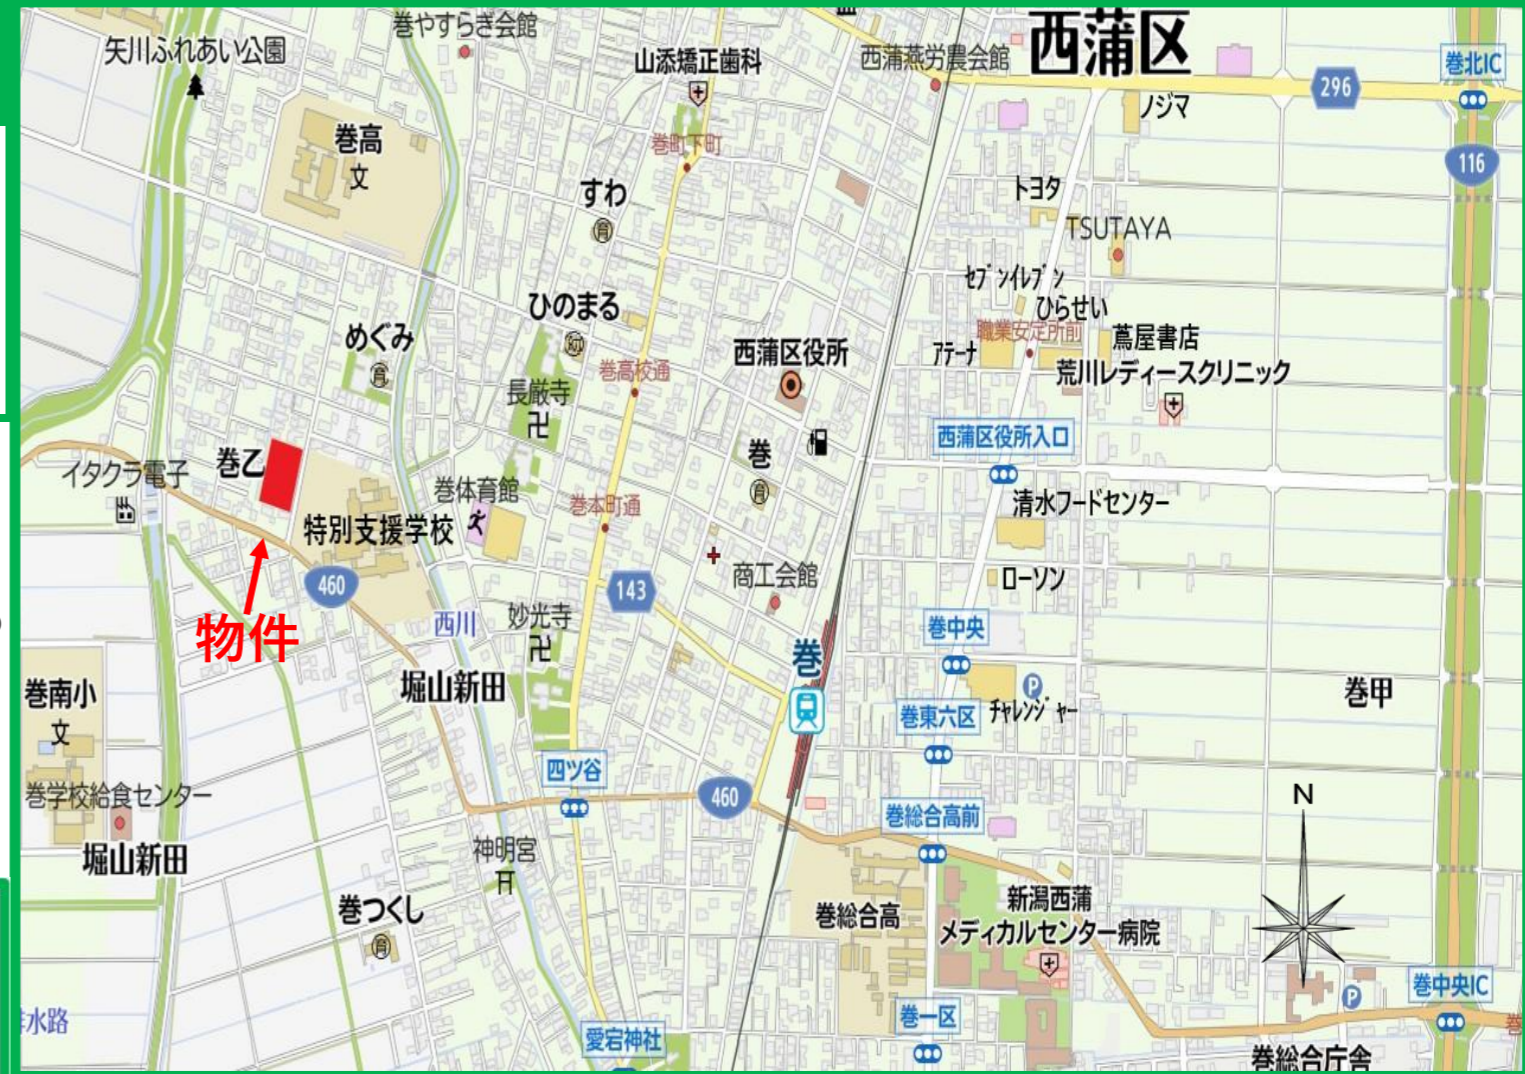 巻やすらぎ会館
矢川ふれあい公園
山添矯正歯科
西蒲燕労農会館
西蒲区
296
巻北IC
ノジマ
巻高
文
巻町下町
116
すわ
育
トヨタ
TSUTAYA
セブンイレブン
ひらせい
職業安定所前
蔦屋書店
アテーナ
荒川レディースクリニック
ひのまる
めぐみ
育
西蒲区役所
巻高校通
長厳寺
卍
西蒲区役所入口
巻乙
イタクラ電子
巻
育
巻体育館
特別支援学校
巻本町通
清水フードセンター
460
物件
143
商工会館
ローソン
西川
妙光寺
卍
巻中央
巻
堀山新田
巻南小
文
P
チャレンジャー
巻東六区
巻甲
四ツ谷
460
巻学校給食センター
N
巻総合高前
堀山新田
神明宮
巻つくし
育
巻総合高
新潟西蒲
メディカルセンター病院
水路
愛宕神社
巻一区
P
巻中央IC
巻
巻総合庁舎